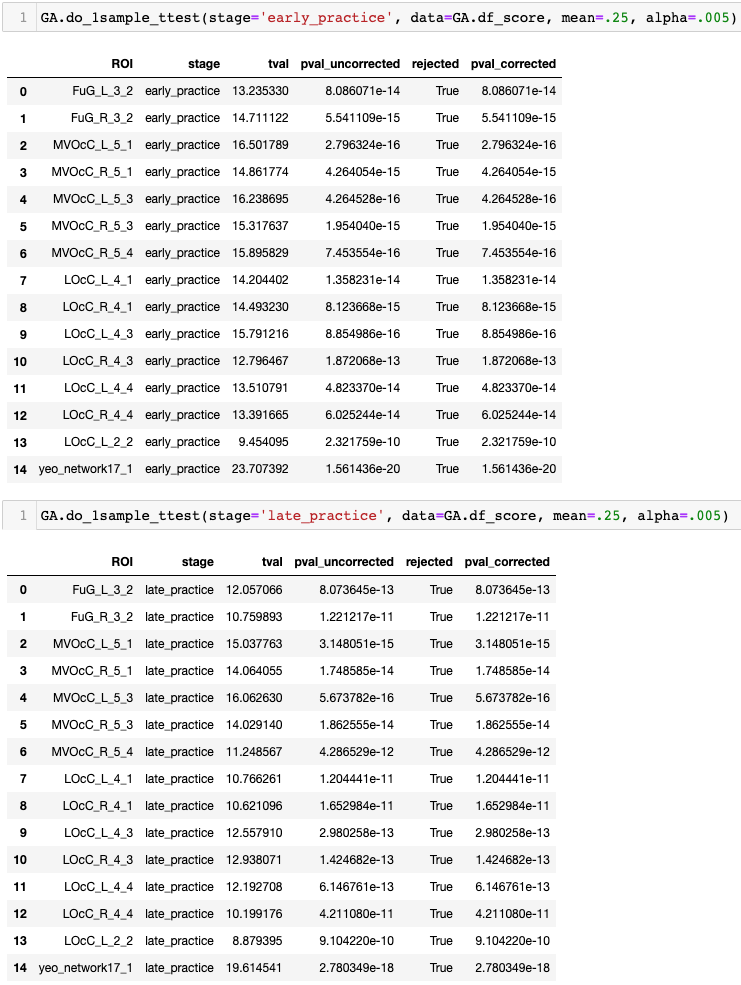 1 GA.do_1sample_ttest(stage='early_practice', data=GA.df_score, mean=.25, alpha=.005)
ROI stage tval pval_uncorrected rejected pval_corrected
0 FuG_L_3_2 early_practice 13.235330 8.086071e-14 True 8.086071e-14
1 FuG_R_3_2 early_practice 14.711122 5.541109e-15 True 5.541109e-15
2 MVOcC_L_5_1 early_practice 16.501789 2.796324e-16 True 2.796324e-16
3 MVOcC_R_5_1 early_practice 14.861774 4.264054e-15 True 4.264054e-15
4 MVOcC_L_5_3 early_practice 16.238695 4.264528e-16 True 4.264528e-16
5 MVOcC_R_5_3 early_practice 15.317637 1.954040e-15 True 1.954040e-15
6 MVOcC_R_5_4 early_practice 15.895829 7.453554e-16 True 7.453554e-16
7 LOcC_L_4_1 early_practice 14.204402 1.358231e-14 True 1.358231e-14
8 LOcC_R_4_1 early_practice 14.493230 8.123668e-15 True 8.123668e-15
9 LOcC_L_4_3 early_practice 15.791216 8.854986e-16 True 8.854986e-16
10 LOcC_R_4_3 early_practice 12.796467 1.872068e-13 True 1.872068e-13
11 LOcC_L_4_4 early_practice 13.510791 4.823370e-14 True 4.823370e-14
12 LOcC_R_4_4 early_practice 13.391665 6.025244e-14 True 6.025244e-14
13 LOcC_L_2_2 early_practice 9.454095 2.321759e-10 True 2.321759e-10
14 yeo_network17_1 early_practice 23.707392 1.561436e-20 True 1.561436e-20
1 GA.do_1sample_ttest(stage='late_practice', data=GA.df_score, mean=.25, alpha=.005)
ROI stage tval pval_uncorrected rejected pval_corrected
0 FuG_L_3_2 late_practice 12.057066 8.073645e-13 True 8.073645e-13
1 FuG_R_3_2 late_practice 10.759893 1.221217e-11 True 1.221217e-11
2 MVOcC_L_5_1 late_practice 15.037763 3.148051e-15 True 3.148051e-15
3 MVOcC_R_5_1 late_practice 14.064055 1.748585e-14 True 1.748585e-14
4 MVOcC_L_5_3 late_practice 16.062630 5.673782e-16 True 5.673782e-16
5 MVOcC_R_5_3 late_practice 14.029140 1.862555e-14 True 1.862555e-14
6 MVOcC_R_5_4 late_practice 11.248567 4.286529e-12 True 4.286529e-12
7 LOcC_L_4_1 late_practice 10.766261 1.204441e-11 True 1.204441e-11
8 LOcC_R_4_1 late_practice 10.621096 1.652984e-11 True 1.652984e-11
9 LOcC_L_4_3 late_practice 12.557910 2.980258e-13 True 2.980258e-13
10 LOcC_R_4_3 late_practice 12.938071 1.424682e-13 True 1.424682e-13
11 LOcC_L_4_4 late_practice 12.192708 6.146761e-13 True 6.146761e-13
12 LOcC_R_4_4 late_practice 10.199176 4.211080e-11 True 4.211080e-11
13 LOcC_L_2_2 late_practice 8.879395 9.104220e-10 True 9.104220e-10
14 yeo_network17_1 late_practice 19.614541 2.780349e-18 True 2.780349e-18